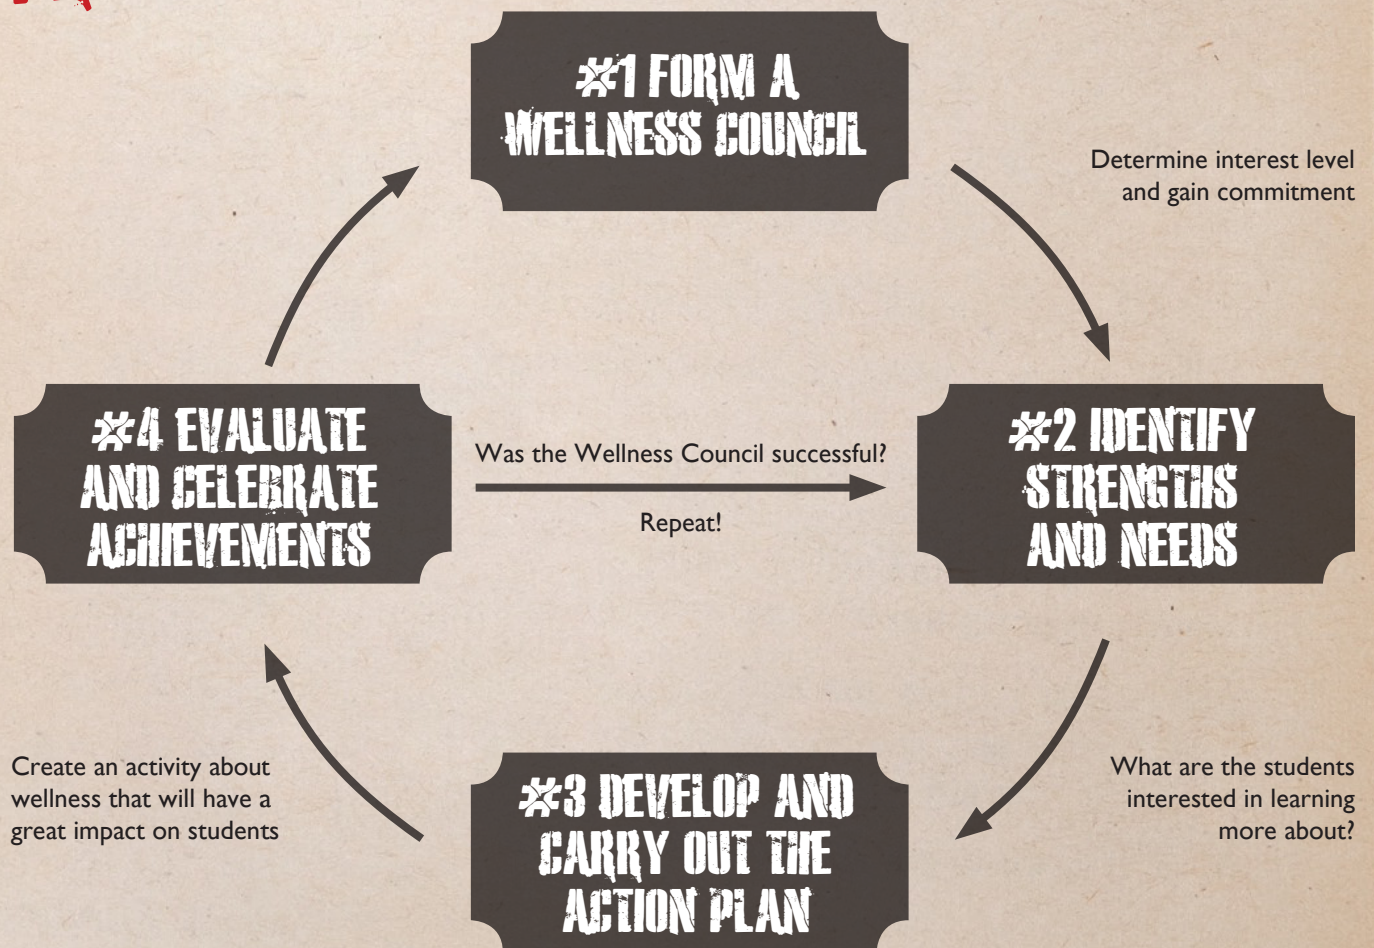 #1 FORM A
WELLNESS COUNCIL
Determine interest level
and gain commitment
#4 EVALUATE
AND CELEBRATE
ACHIEVEMENTS
Was the Wellness Council successful?
Repeat!
#2 IDENTIFY
STRENGTHS
AND NEEDS
Create an activity about
wellness that will have a
great impact on students
#3 DEVELOP AND
CARRY OUT THE
ACTION PLAN
What are the students
interested in learning
more about?